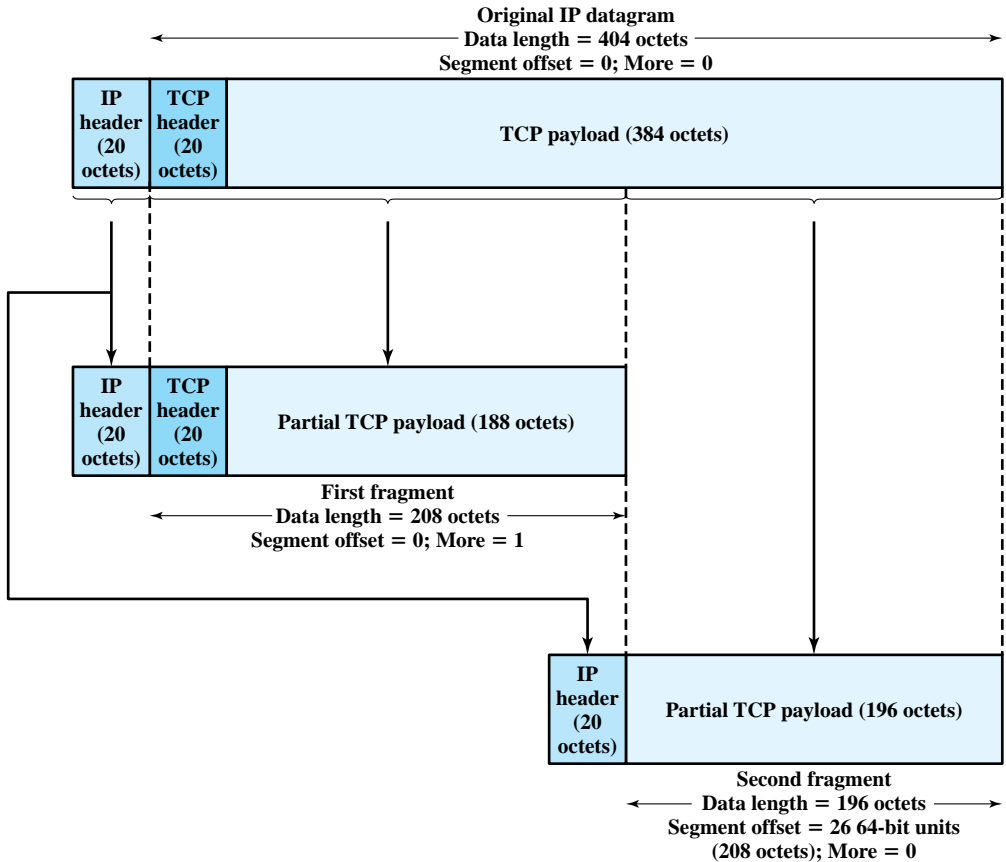 Original IP datagram
Data length = 404 octets
Segment offset = 0; More = 0
IP
header
(20
octets)
TCP
header
(20
octets)
TCP payload (384 octets)
IP
header
(20
octets)
TCP
header
(20
octets)
Partial TCP payload (188 octets)
First fragment
Data length = 208 octets
Segment offset = 0; More = 1
IP
header
(20
octets)
Partial TCP payload (196 octets)
Second fragment
Data length = 196 octets
Segment offset = 26 64-bit units
(208 octets); More = 0